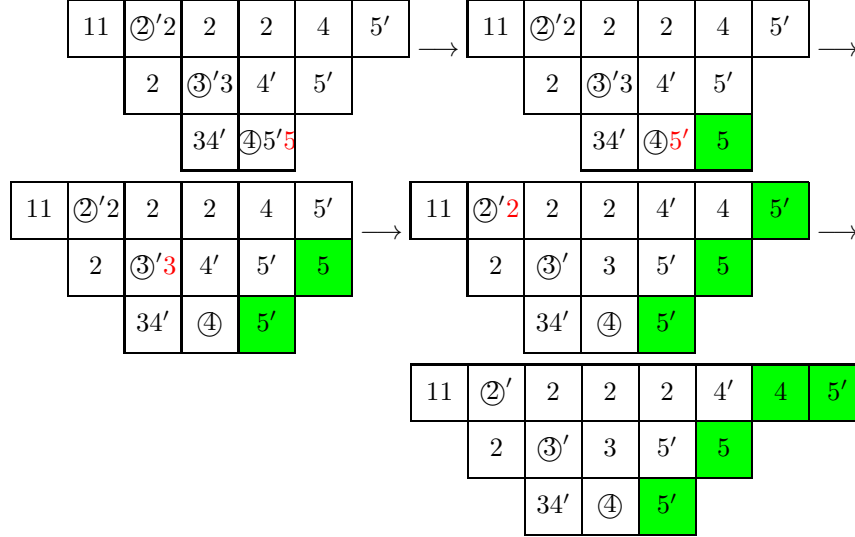 11 ②′2 2 2 4 5′ ⟶ 11 ②′2 2 2 4 5′ ⟶
2 ③′3 4′ 5′ 2 ③′3 4′ 5′
34′ ④5′5 34′ ④5′ 5
11 ②′2 2 2 4 5′ ⟶ 11 ②′2 2 2 4′ 4 5′ ⟶
2 ③′3 4′ 5′ 5 2 ③′ 3 5′ 5
34′ ④ 5′ 34′ ④ 5′
11 ②′ 2 2 2 4′ 4 5′
2 ③′ 3 5′ 5
34′ ④ 5′